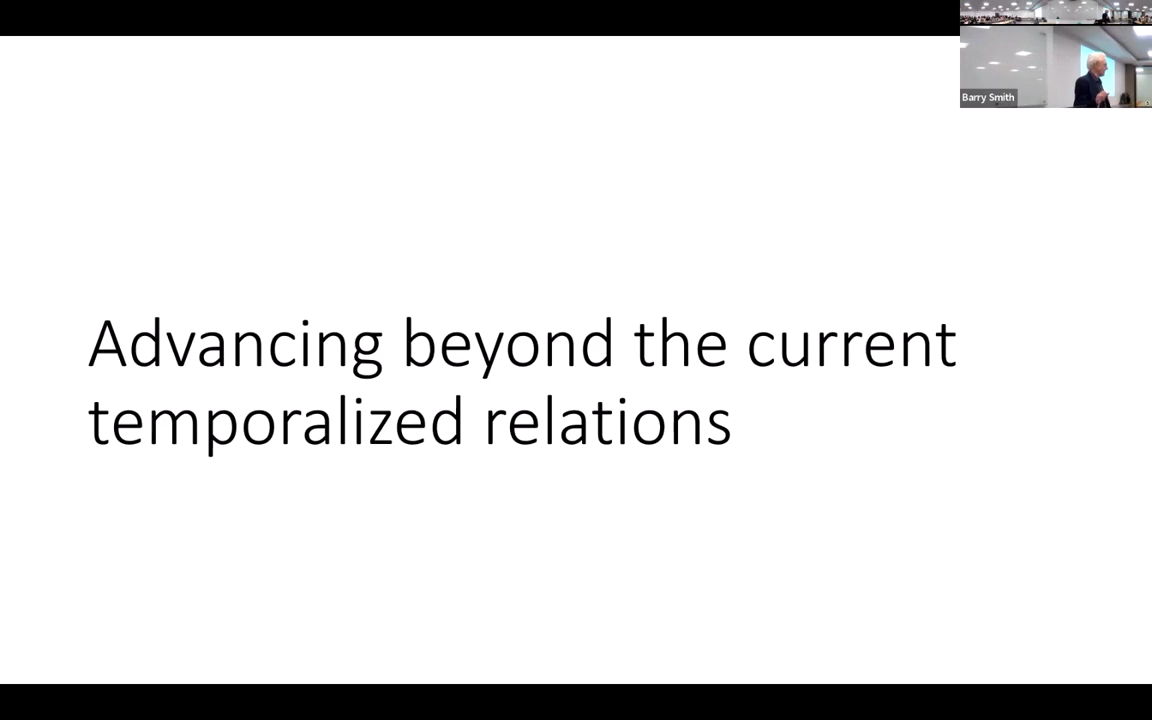 Barry Smith
Advancing beyond the current
temporalized relations